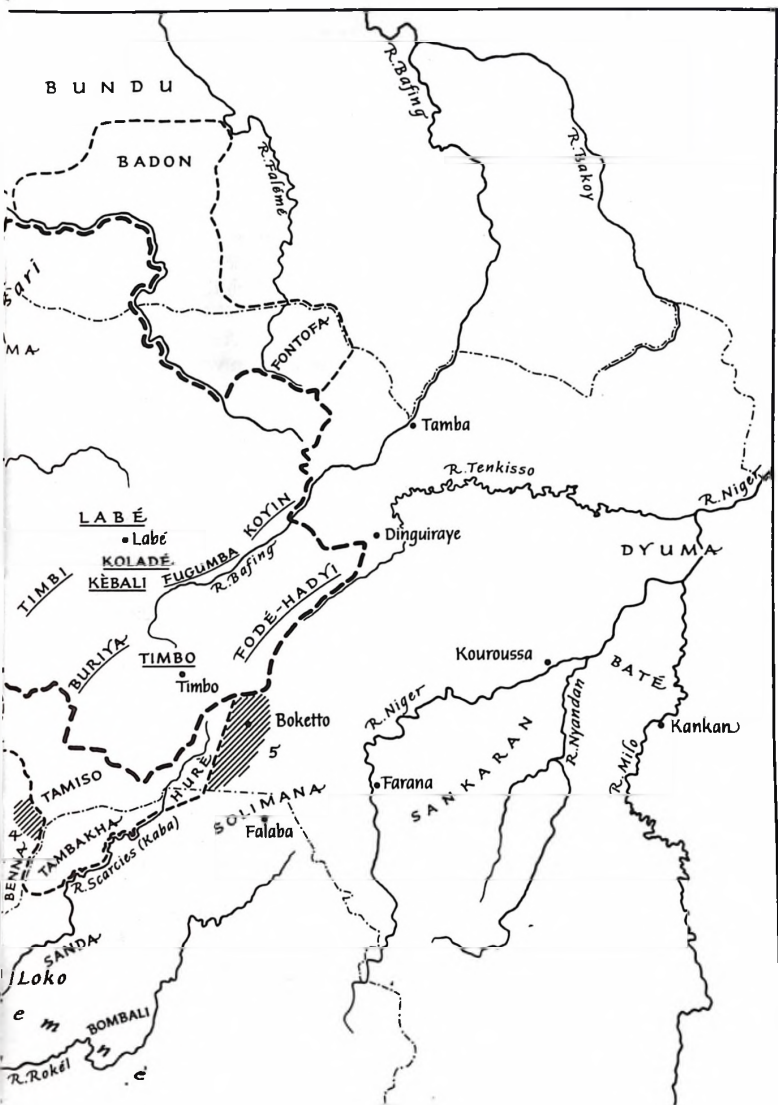 BUNDU
R.Bafing
BADON
R.Falémé
R.Bakoy
MA
FONTOFA
Tamba
R.Tenkisso
R.Niger
LABÉ
Labé
KOYIN
Dinguiraye
DYUMA
KOLADÉ
KÈBALI
FUGUMBA
R.Bafing
TIMBI
FODÉ-HADYI
BURIYA
TIMBO
Timbo
Kouroussa
BATÉ
Boketto
5
R.Niger
R.Nyandan
Kankan
R.Milo
TAMISO
HURÉ
Farana
SANKARAN
SOLIMANA
Falaba
4
BENNA
TAMBAKHA
R.Scarcies (Kaba)
SANDA
Loko
e
m
BOMBALI
n
e
R.Rokél